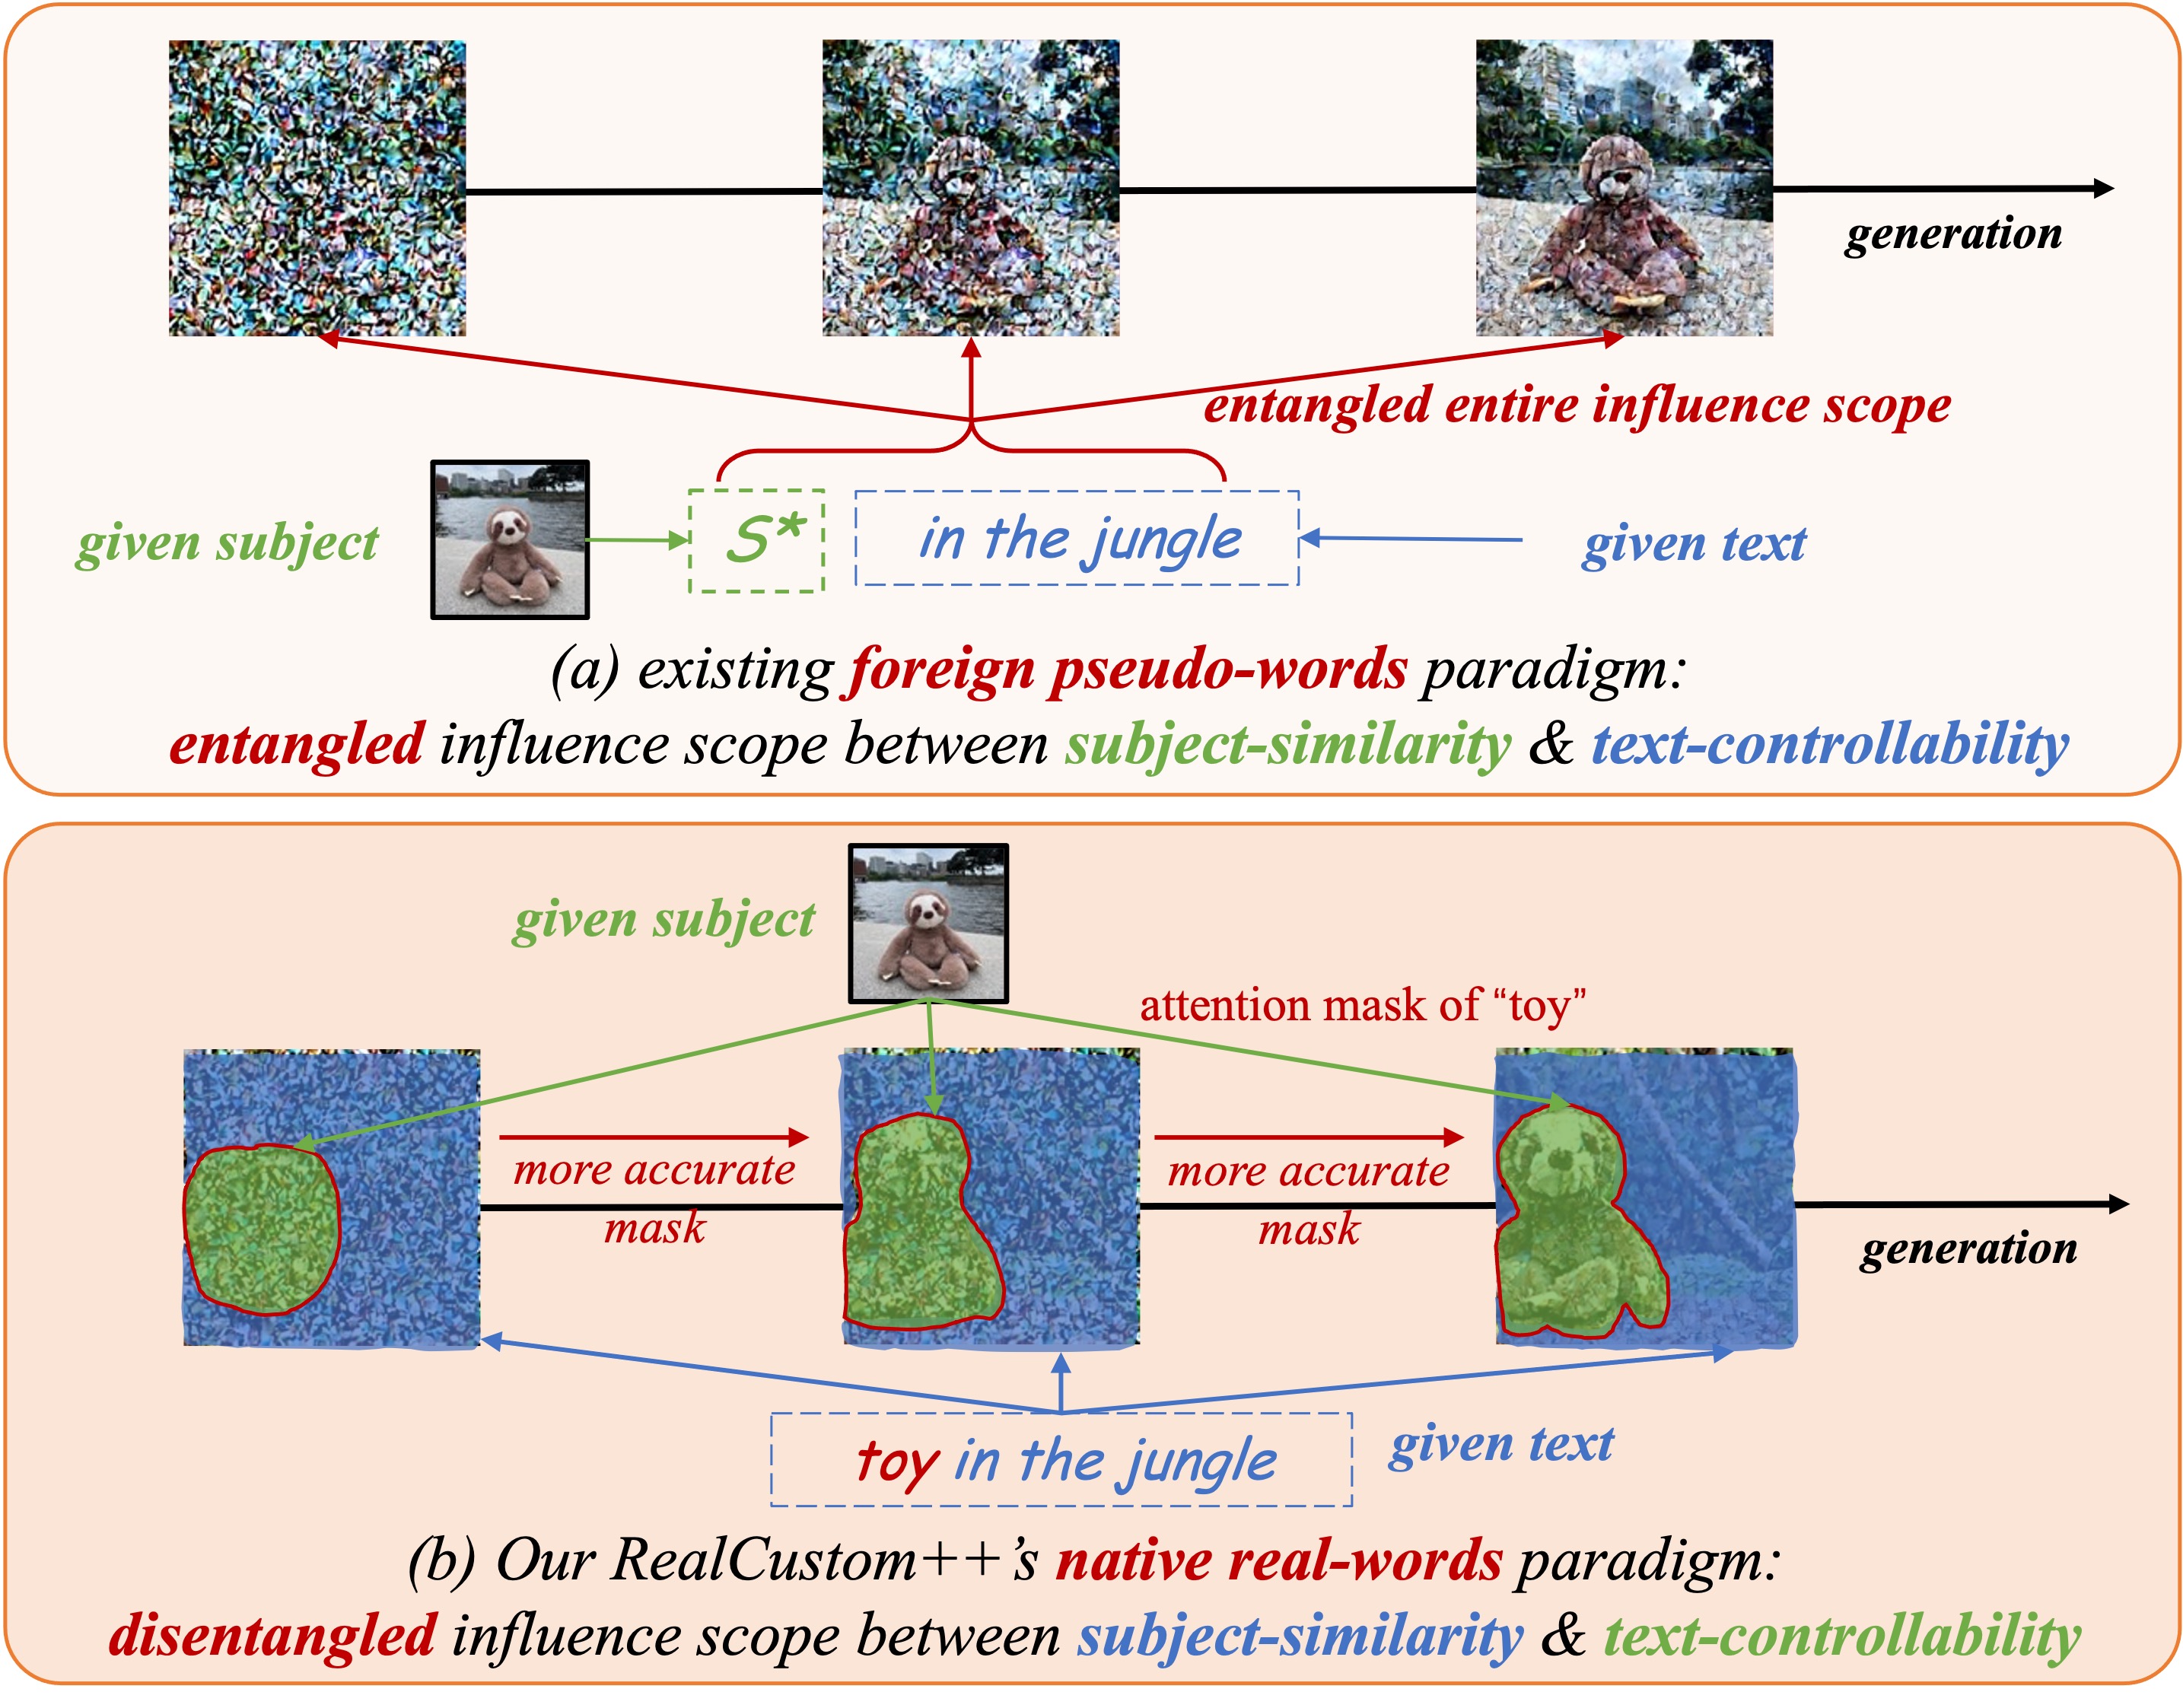 generation
entangled entire influence scope
given subject
S*
in the jungle
given text
(a) existing foreign pseudo-words paradigm:
entangled influence scope between subject-similarity & text-controllability
given subject
attention mask of “toy”
more accurate
mask
more accurate
mask
generation
toy in the jungle
given text
(b) Our RealCustom++’s native real-words paradigm:
disentangled influence scope between subject-similarity & text-controllability